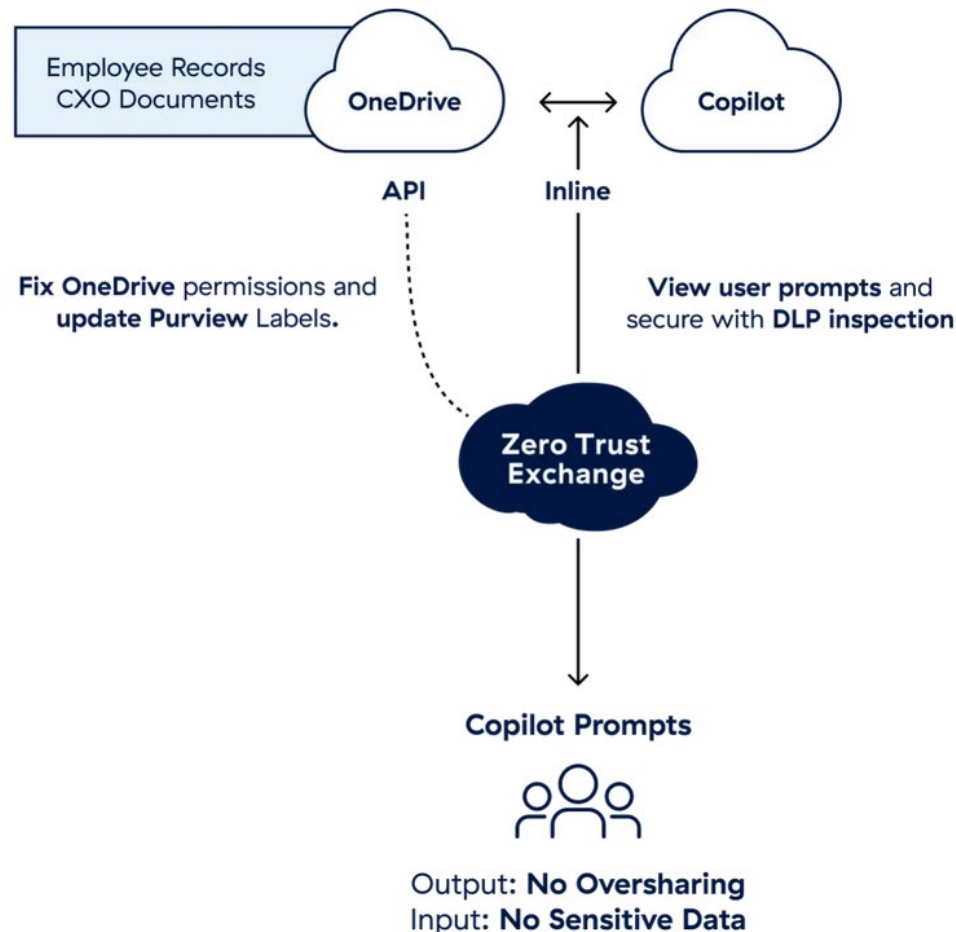 Employee Records
CXO Documents
OneDrive
Copilot
API
Inline
Fix OneDrive permissions and
update Purview Labels.
View user prompts and
secure with DLP inspection
Zero Trust
Exchange
Copilot Prompts
Output: No Oversharing
Input: No Sensitive Data